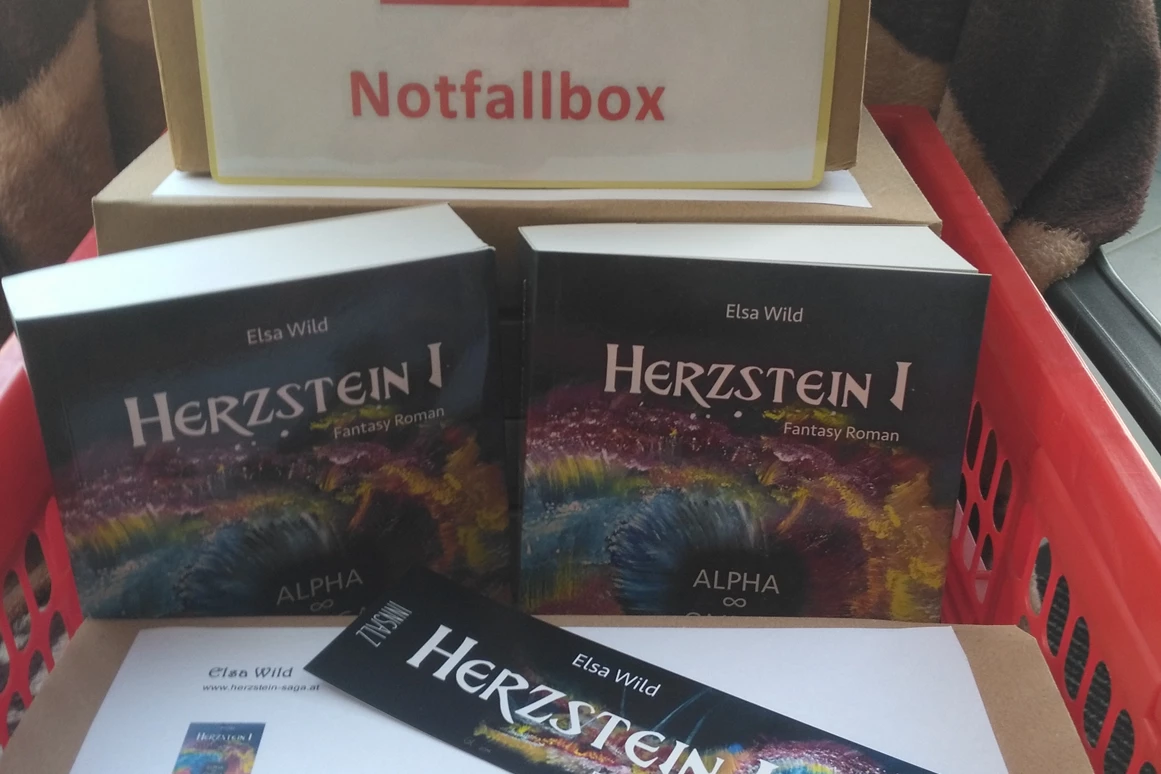 Notfallbox
Elsa Wild
HERZSTEIN I
Fantasy Roman
ALPHA
∞
Elsa Wild
HERZSTEIN I
Fantasy Roman
ALPHA
∞
Elsa Wild
www.herzstein-saga.at
HERZSTEIN I
INNSALZ
Elsa Wild
HERZSTEIN I